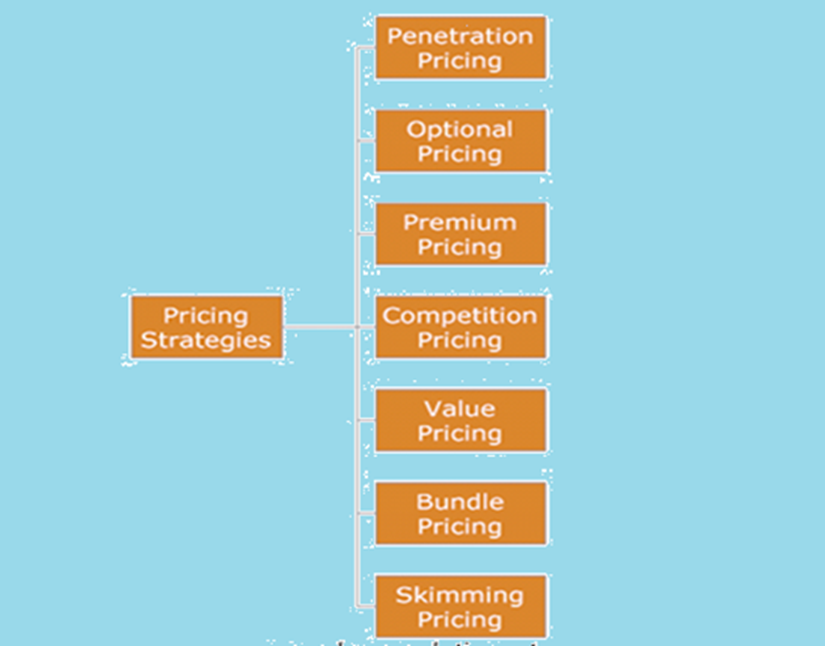 Penetration
Pricing
Optional
Pricing
Premium
Pricing
Pricing
Strategies
Competition
Pricing
Value
Pricing
Bundle
Pricing
Skimming
Pricing